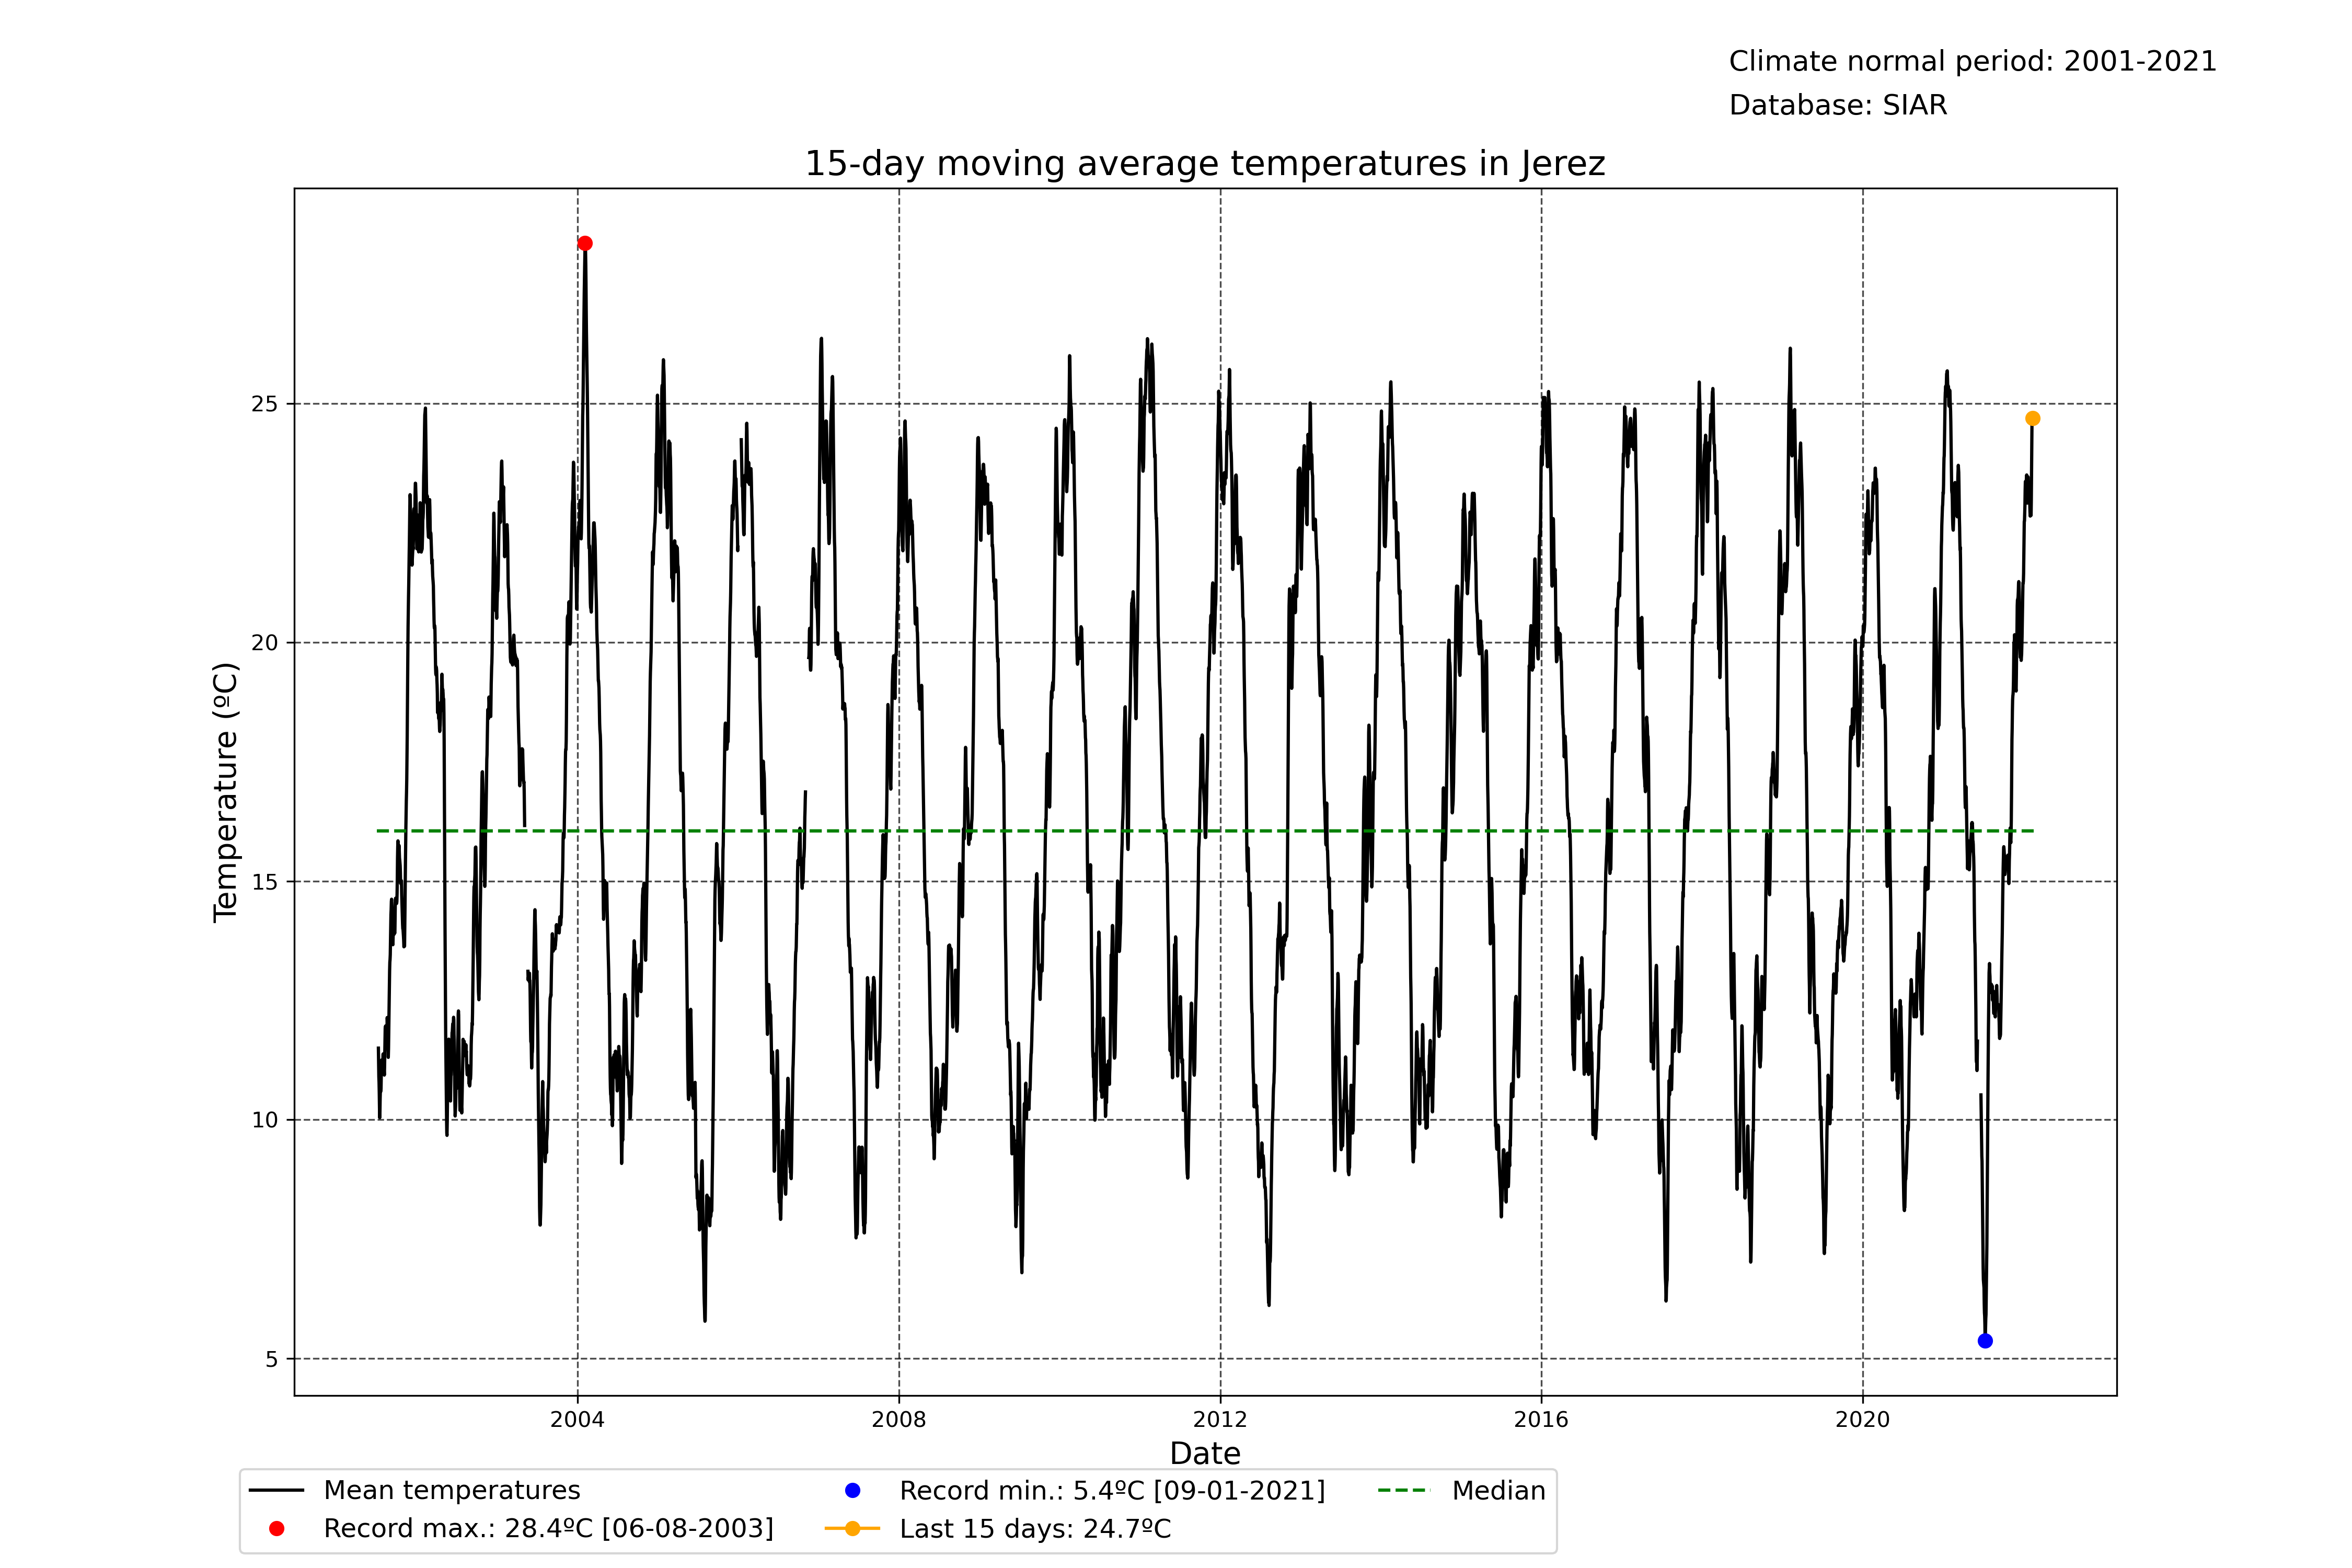 Climate normal period: 2001-2021
Database: SIAR
15-day moving average temperatures in Jerez
Temperature (ºC)
25
20
15
10
5
2004
2008
2012
2016
2020
Date
Mean temperatures
Record max.: 28.4ºC [06-08-2003]
Record min.: 5.4ºC [09-01-2021]
Last 15 days: 24.7ºC
Median